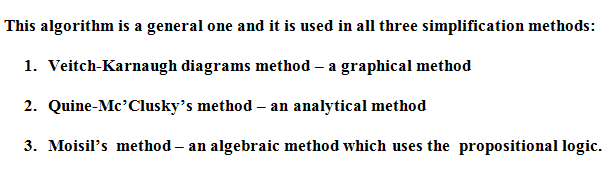 This algorithm is a general one and it is used in all three simplification methods:
1. Veitch-Karnaugh diagrams method – a graphical method
2. Quine-Mc’Clusky’s method – an analytical method
3. Moisil’s method – an algebraic method which uses the propositional logic.